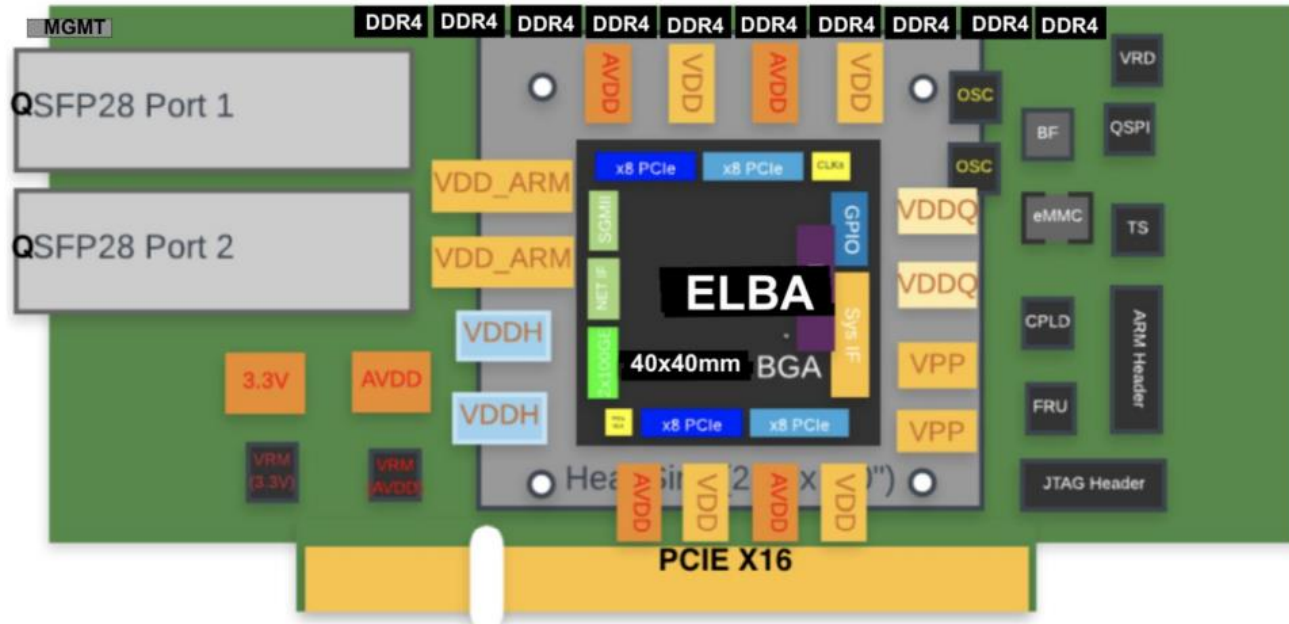 MGMT
DDR4 DDR4 DDR4 DDR4 DDR4 DDR4 DDR4 DDR4 DDR4 DDR4
QSFP28 Port 1
QSFP28 Port 2
AVDD
VDD
AVDD
VDD
OSC
OSC
VRD
BF
QSPI
eMMC
TS
x8 PCIe
x8 PCIe
CLKs
VDD_ARM
VDD_ARM
SGMII
NET IF
2x100GE
GPIO
Sys IF
ELBA
40x40mm BGA
VDDQ
VDDQ
VDDH
VDDH
VPP
VPP
CPLD
FRU
ARM Header
JTAG Header
3.3V
AVDD
VRM
(3.3V)
VRM
(AVDD)
x8 PCIe
x8 PCIe
AVDD
VDD
AVDD
VDD
PCIE X16